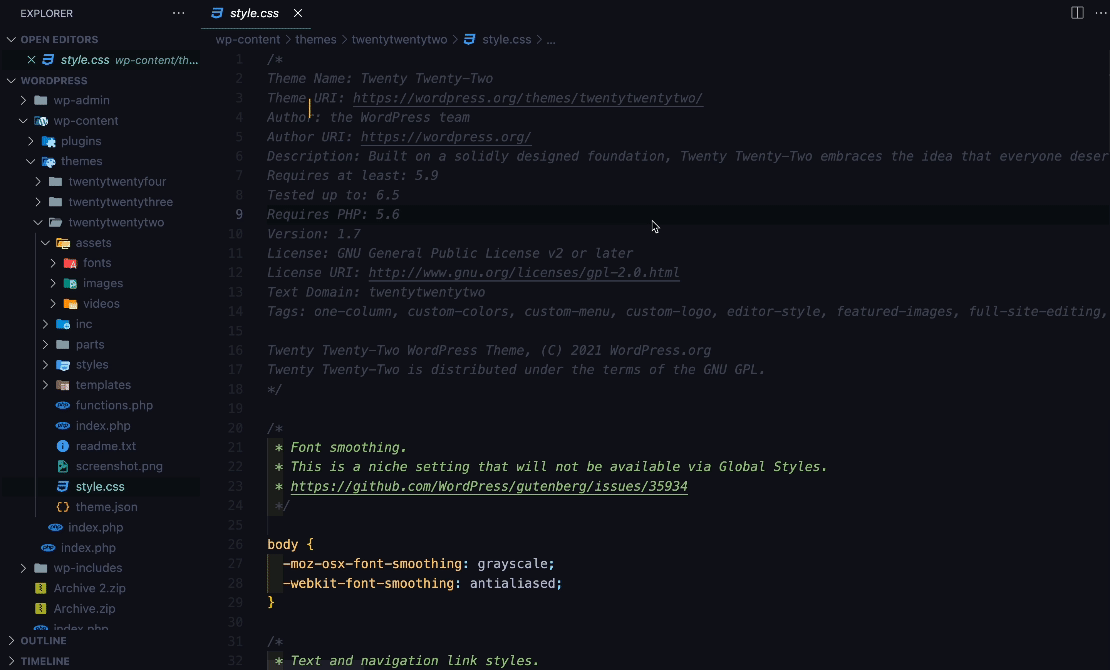 EXPLORER
OPEN EDITORS
style.css wp-content/th...
WORDPRESS
wp-admin
wp-content
plugins
themes
twentytwentyfour
twentytwentythree
twentytwentytwo
assets
fonts
images
videos
inc
parts
styles
templates
functions.php
index.php
readme.txt
screenshot.png
style.css
theme.json
index.php
index.php
wp-includes
Archive 2.zip
Archive.zip
index.php
OUTLINE
TIMELINE
style.css
wp-content > themes > twentytwentytwo > style.css > ...
1 /*
2 Theme Name: Twenty Twenty-Two
3 Theme URI: https://wordpress.org/themes/twentytwentytwo/
4 Author: the WordPress team
5 Author URI: https://wordpress.org/
6 Description: Built on a solidly designed foundation, Twenty Twenty-Two embraces the idea that everyone deser
7 Requires at least: 5.9
8 Tested up to: 6.5
9 Requires PHP: 5.6
10 Version: 1.7
11 License: GNU General Public License v2 or later
12 License URI: http://www.gnu.org/licenses/gpl-2.0.html
13 Text Domain: twentytwentytwo
14 Tags: one-column, custom-colors, custom-menu, custom-logo, editor-style, featured-images, full-site-editing,
15
16 Twenty Twenty-Two WordPress Theme, (C) 2021 WordPress.org
17 Twenty Twenty-Two is distributed under the terms of the GNU GPL.
18 */
19
20 /*
21 * Font smoothing.
22 * This is a niche setting that will not be available via Global Styles.
23 * https://github.com/WordPress/gutenberg/issues/35934
24 */
25
26 body {
27 -moz-osx-font-smoothing: grayscale;
28 -webkit-font-smoothing: antialiased;
29 }
30
31 /*
32 * Text and navigation link styles.